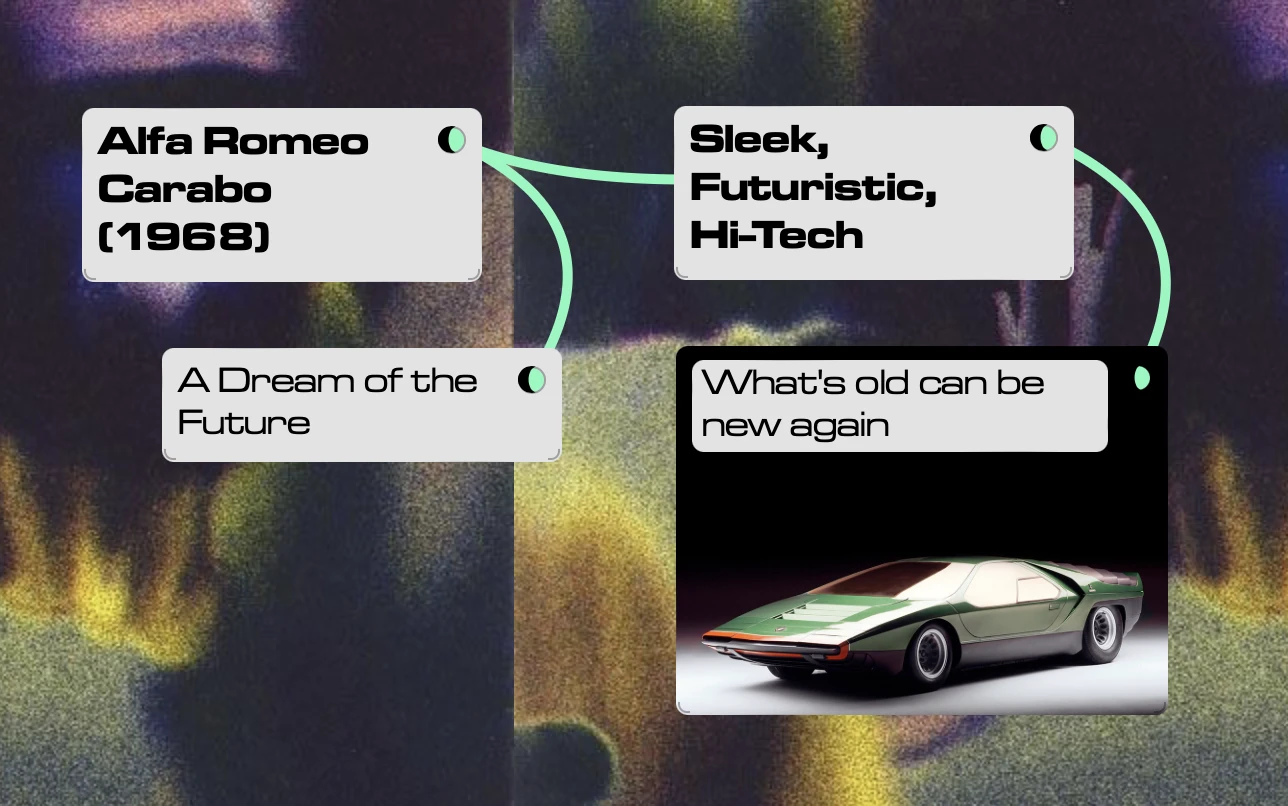 Alfa Romeo
Carabo
(1968)
Sleek,
Futuristic,
Hi-Tech
A Dream of the
Future
What's old can be
new again